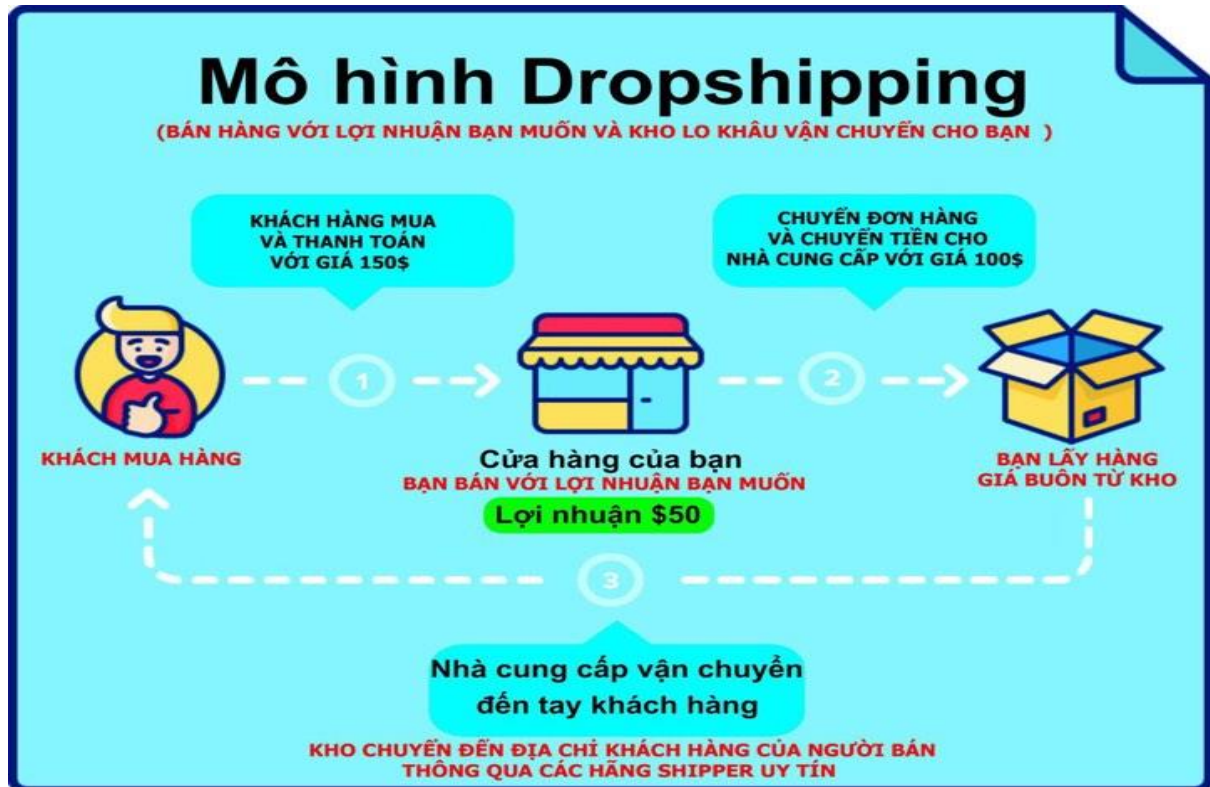 Mô hình Dropshipping
(BÁN HÀNG VỚI LỢI NHUẬN BẠN MUỐN VÀ KHO LO KHÂU VẬN CHUYỂN CHO BẠN )
KHÁCH HÀNG MUA
VÀ THANH TOÁN
VỚI GIÁ 150$
CHUYỂN ĐƠN HÀNG
VÀ CHUYỂN TIỀN CHO
NHÀ CUNG CẤP VỚI GIÁ 100$
1
2
KHÁCH MUA HÀNG
Cửa hàng của bạn
BẠN BÁN VỚI LỢI NHUẬN BẠN MUỐN
Lợi nhuận $50
BẠN LẤY HÀNG
GIÁ BUÔN TỪ KHO
3
Nhà cung cấp vận chuyển
đến tay khách hàng
KHO CHUYỂN ĐẾN ĐỊA CHỈ KHÁCH HÀNG CỦA NGƯỜI BÁN
THÔNG QUA CÁC HÃNG SHIPPER UY TÍN